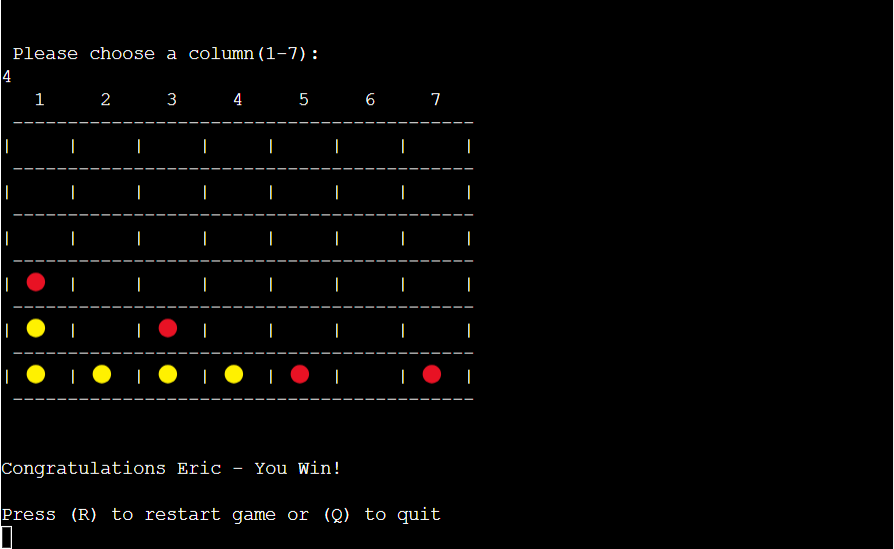 Please choose a column(1-7):
4
1 2 3 4 5 6 7
Congratulations Eric - You Win!
Press (R) to restart game or (Q) to quit